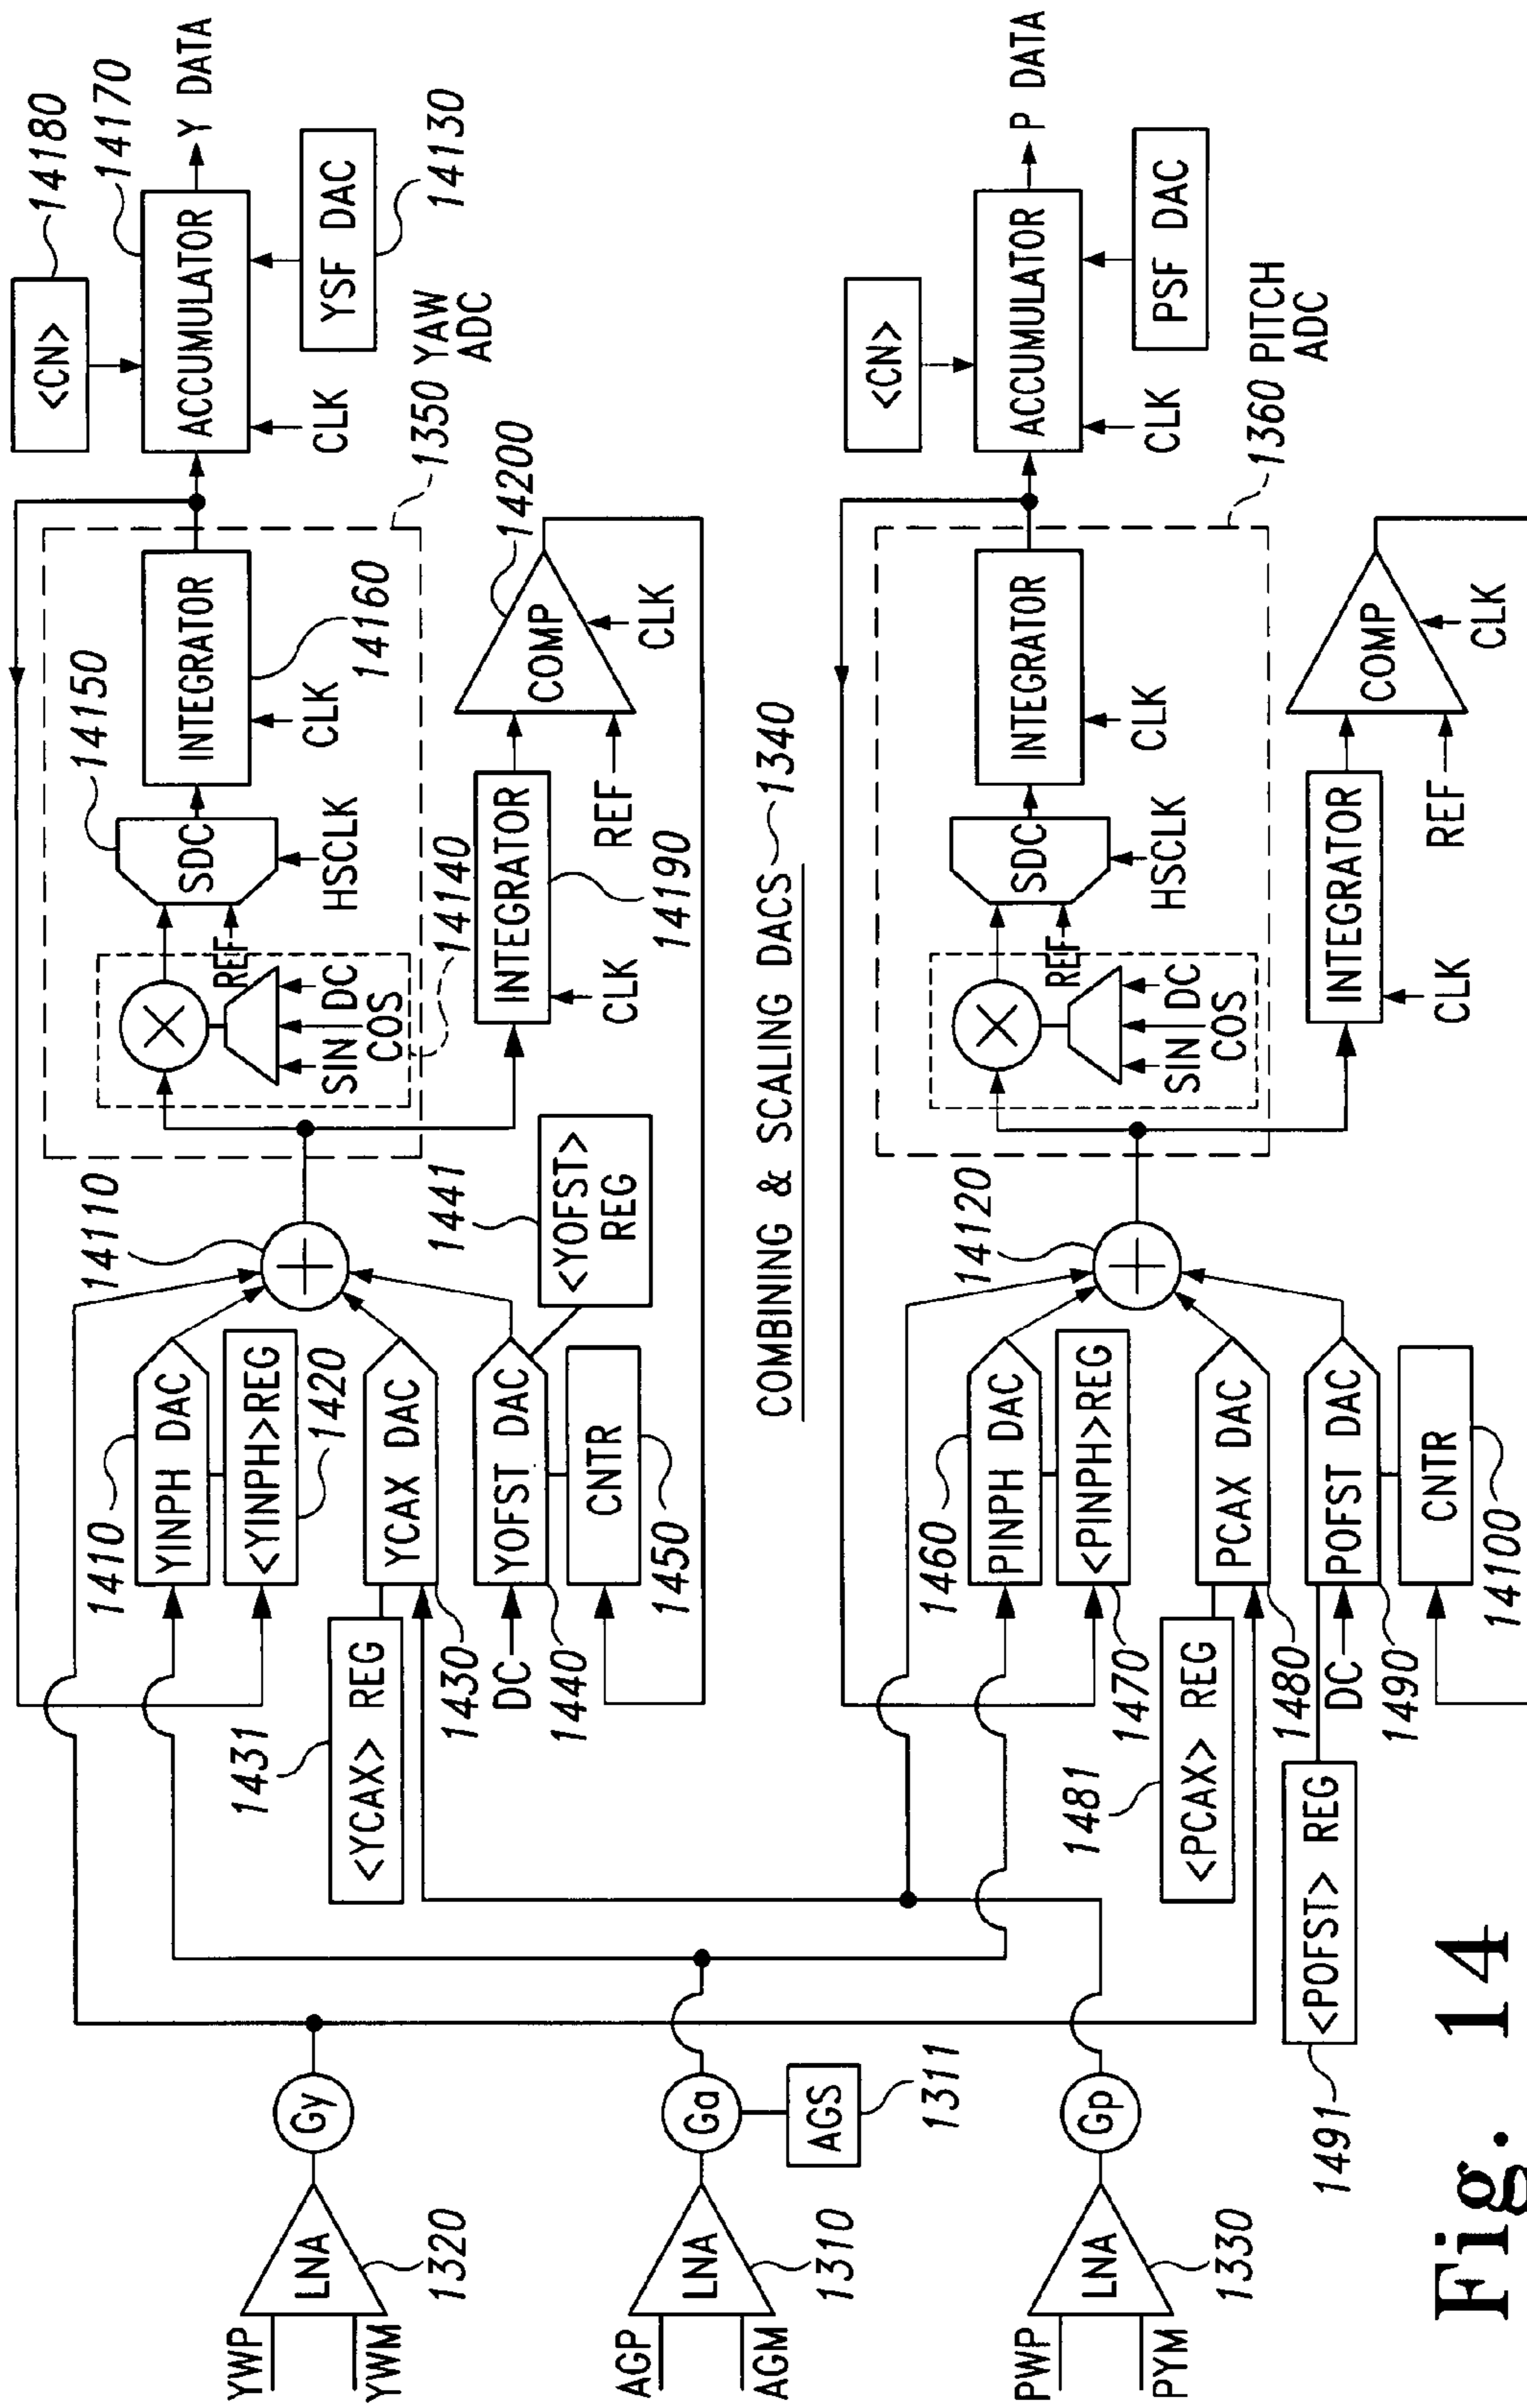 YWP
YWM
LNA
1320
Gy
AGP
AGM
LNA
1310
Ga
AGS
1311
PWP
PYM
LNA
1330
Gp
1410
YINPH DAC
<YINPH>REG
1420
1431
<YCAX> REG
YCAX DAC
1430
DC
YOFST DAC
1440
CNTR
1450
14110
+
1441
<YOFST>
REG
SIN
COS
DC
REF
14140
14150
SDC
HSCLK
INTEGRATOR
CLK
14160
1350 YAW
ADC
INTEGRATOR
CLK
14190
REF
COMP
CLK
14200
<CN>
14180
ACCUMULATOR
14170
CLK
YSF DAC
14130
Y DATA
COMBINING & SCALING DACS
1340
1460
PINPH DAC
<PINPH>REG
1470
1481
<PCAX> REG
PCAX DAC
1480
<POFST> REG
1491
DC
POFST DAC
1490
CNTR
14100
14120
+
SIN
COS
DC
REF
SDC
HSCLK
INTEGRATOR
CLK
1360 PITCH
ADC
INTEGRATOR
CLK
REF
COMP
CLK
<CN>
ACCUMULATOR
CLK
PSF DAC
P DATA
Fig. 14